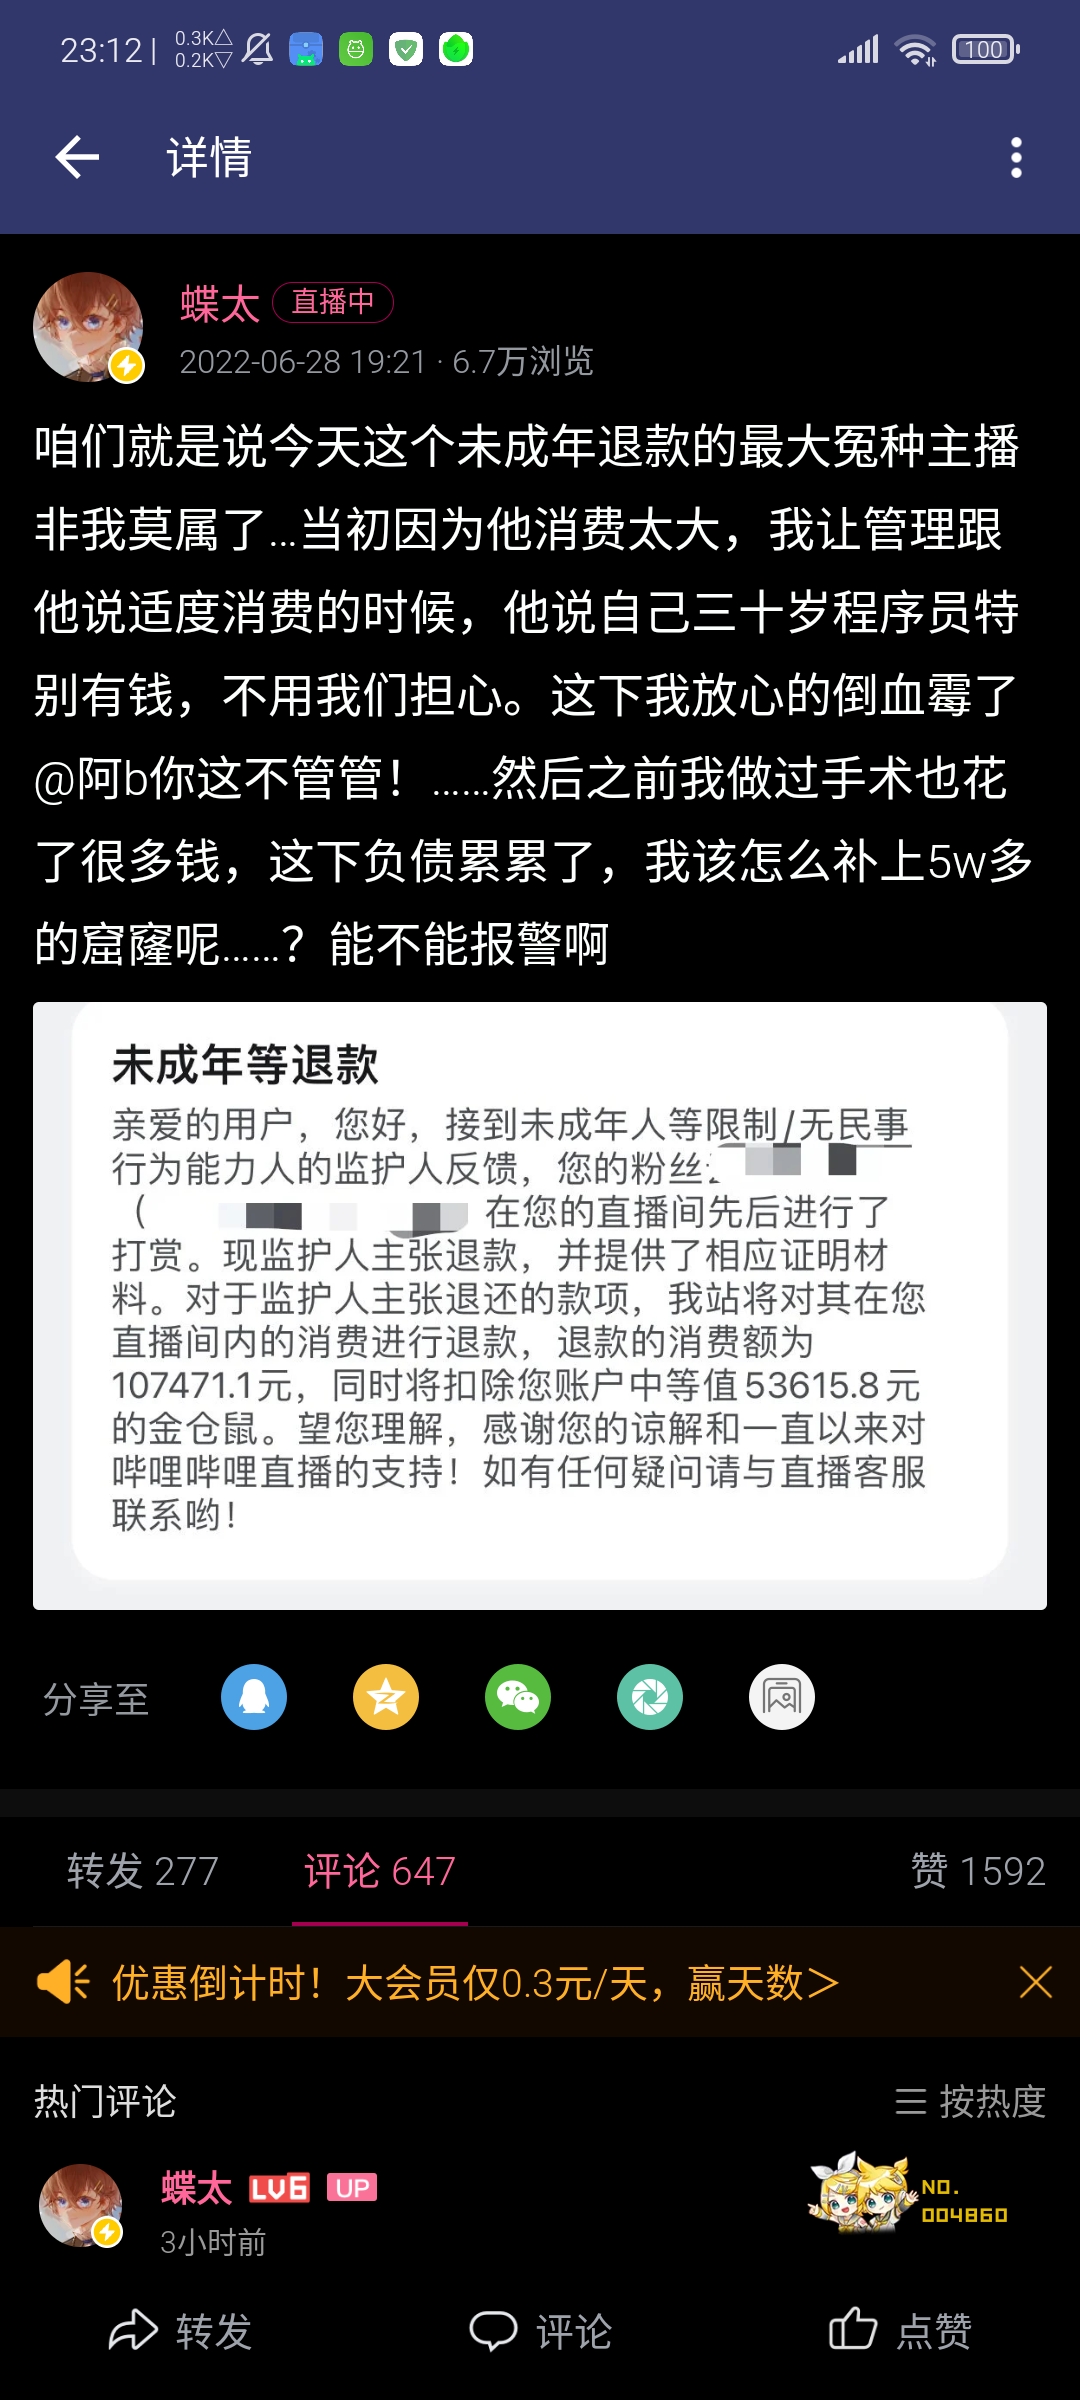 23:12 | 0.3K△ 0.2K▽ 100
详情
蝶太 直播中
2022-06-28 19:21 · 6.7万浏览
咱们就是说今天这个未成年退款的最大冤种主播
非我莫属了...当初因为他消费太大，我让管理跟
他说适度消费的时候，他说自己三十岁程序员特
别有钱，不用我们担心。这下我放心的倒血霉了
@阿b你这不管管！……然后之前我做过手术也花
了很多钱，这下负债累累了，我该怎么补上5w多
的窟窿呢……？能不能报警啊
未成年等退款
亲爱的用户，您好，接到未成年人等限制/无民事
行为能力人的监护人反馈，您的粉丝
（ 在您的直播间先后进行了
打赏。现监护人主张退款，并提供了相应证明材
料。对于监护人主张退还的款项，我站将对其在您
直播间内的消费进行退款，退款的消费额为
107471.1元，同时将扣除您账户中等值53615.8元
的金仓鼠。望您理解，感谢您的谅解和一直以来对
哔哩哔哩直播的支持！如有任何疑问请与直播客服
联系哟！
分享至
转发 277 评论 647 赞 1592
优惠倒计时！大会员仅0.3元/天，赢天数＞
热门评论 按热度
蝶太 LV6 UP
NO.
004860
3小时前
转发 评论 点赞